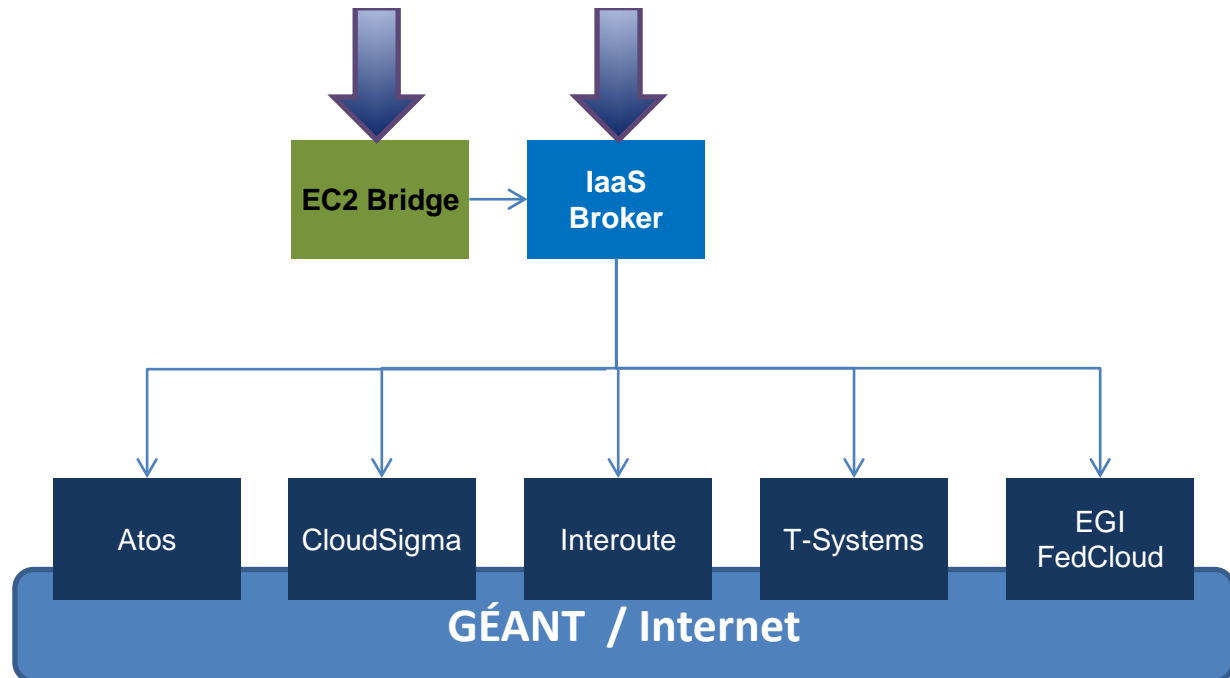 EC2 Bridge
IaaS
Broker
Atos
CloudSigma
Interoute
T-Systems
EGI
FedCloud
GÉANT / Internet